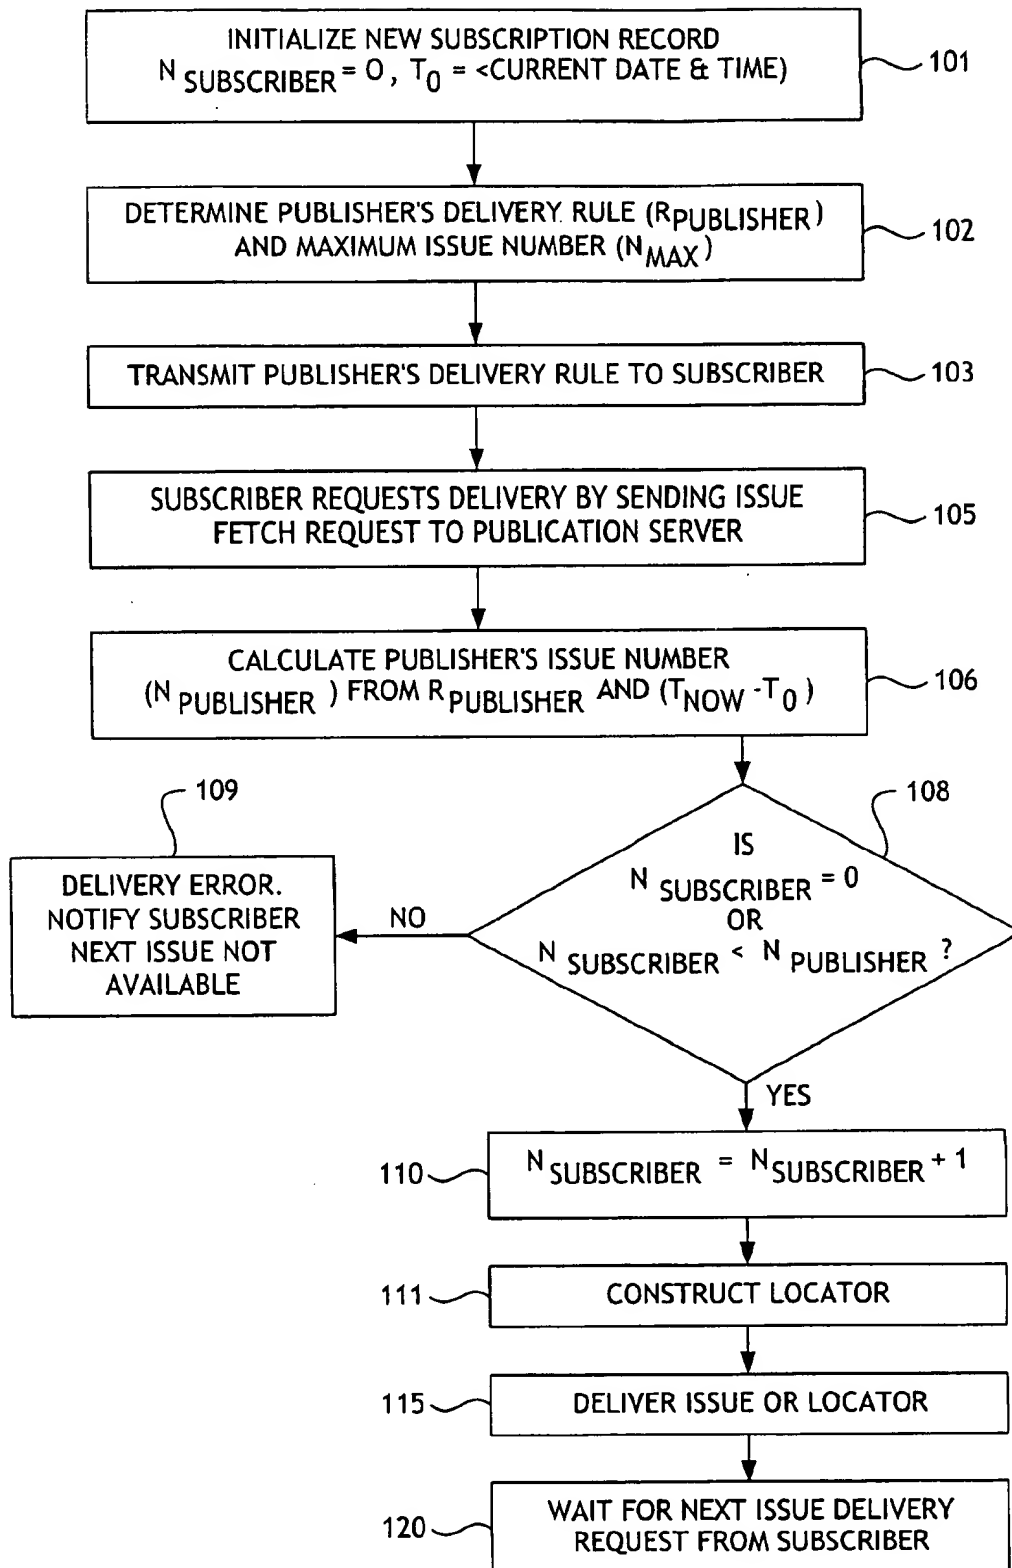 INITIALIZE NEW SUBSCRIPTION RECORD
N SUBSCRIBER = 0 , T0 = <CURRENT DATE & TIME)
101
DETERMINE PUBLISHER'S DELIVERY RULE (RPUBLISHER)
AND MAXIMUM ISSUE NUMBER (NMAX)
102
TRANSMIT PUBLISHER'S DELIVERY RULE TO SUBSCRIBER
103
SUBSCRIBER REQUESTS DELIVERY BY SENDING ISSUE
FETCH REQUEST TO PUBLICATION SERVER
105
CALCULATE PUBLISHER'S ISSUE NUMBER
(N PUBLISHER ) FROM RPUBLISHER AND (TNOW -T0)
106
109
108
DELIVERY ERROR.
NOTIFY SUBSCRIBER
NEXT ISSUE NOT
AVAILABLE
NO
IS
N SUBSCRIBER = 0
OR
N SUBSCRIBER < N PUBLISHER ?
YES
110
N SUBSCRIBER = N SUBSCRIBER + 1
111
CONSTRUCT LOCATOR
115
DELIVER ISSUE OR LOCATOR
120
WAIT FOR NEXT ISSUE DELIVERY
REQUEST FROM SUBSCRIBER